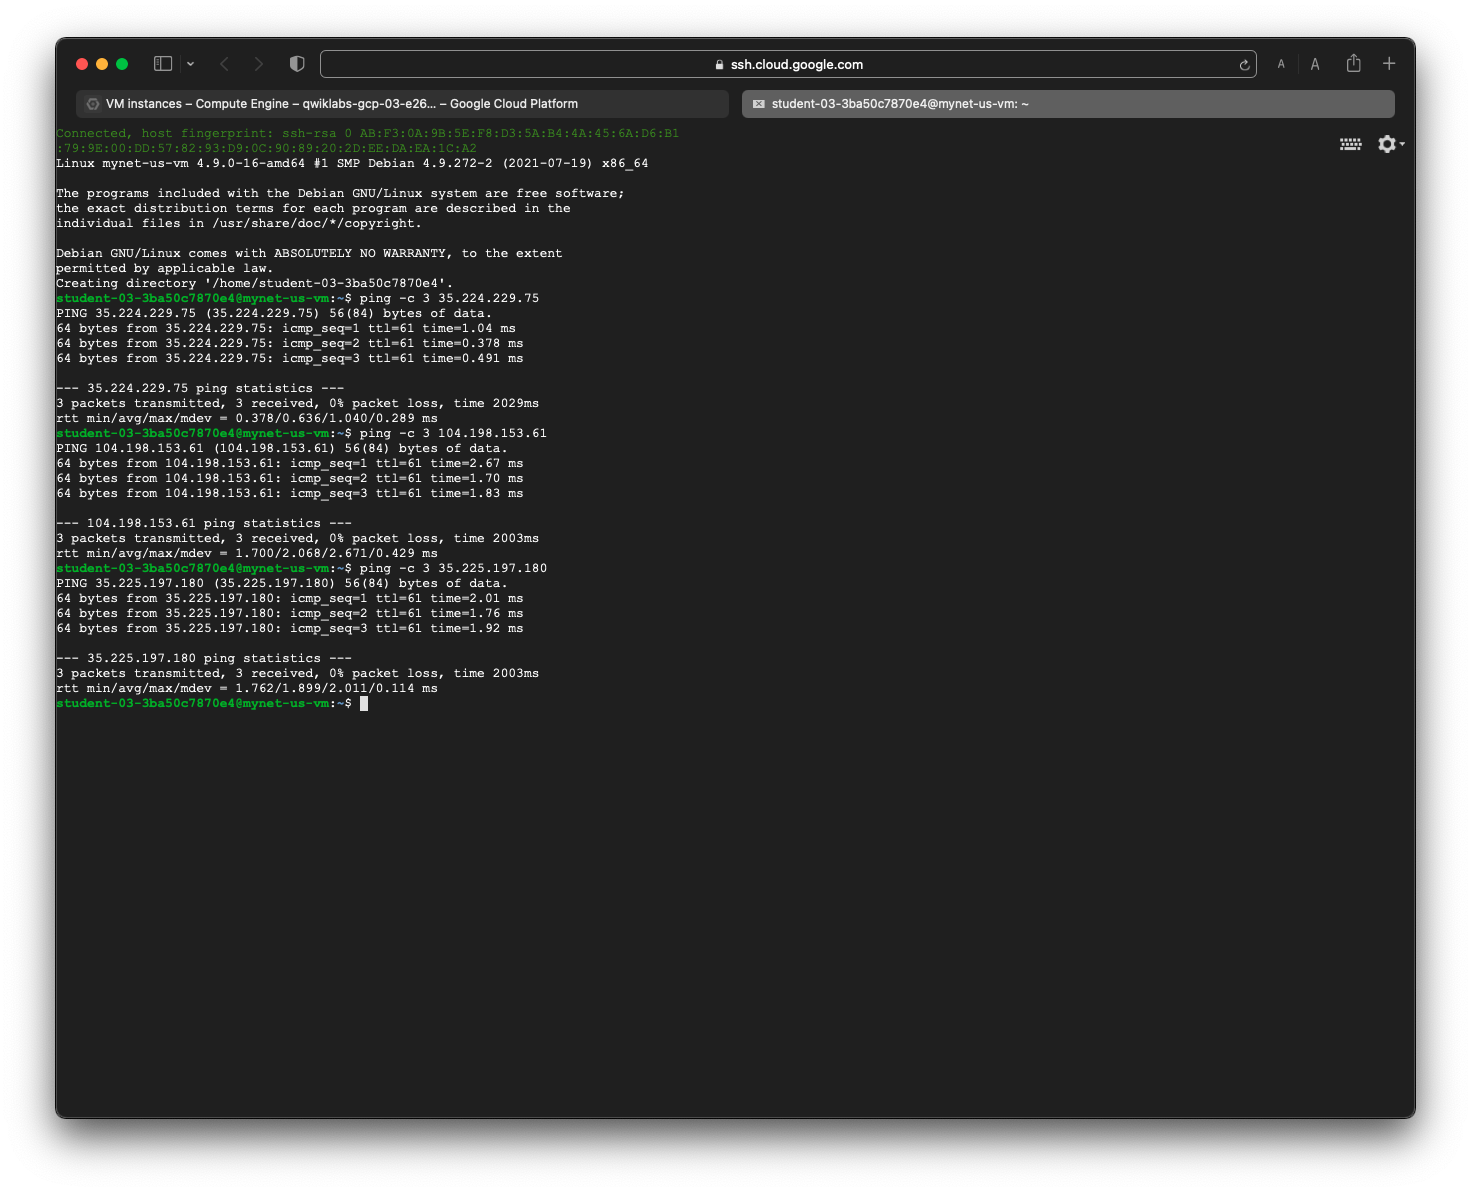 ssh.cloud.google.com
A A
VM instances – Compute Engine – qwiklabs-gcp-03-e26... – Google Cloud Platform
student-03-3ba50c7870e4@mynet-us-vm: ~
Connected, host fingerprint: ssh-rsa 0 AB:F3:0A:9B:5E:F8:D3:5A:B4:4A:45:6A:D6:B1
:79:9E:00:DD:57:82:93:D9:0C:90:89:20:2D:EE:DA:EA:1C:A2
Linux mynet-us-vm 4.9.0-16-amd64 #1 SMP Debian 4.9.272-2 (2021-07-19) x86_64
The programs included with the Debian GNU/Linux system are free software;
the exact distribution terms for each program are described in the
individual files in /usr/share/doc/*/copyright.
Debian GNU/Linux comes with ABSOLUTELY NO WARRANTY, to the extent
permitted by applicable law.
Creating directory '/home/student-03-3ba50c7870e4'.
student-03-3ba50c7870e4@mynet-us-vm:~$ ping -c 3 35.224.229.75
PING 35.224.229.75 (35.224.229.75) 56(84) bytes of data.
64 bytes from 35.224.229.75: icmp_seq=1 ttl=61 time=1.04 ms
64 bytes from 35.224.229.75: icmp_seq=2 ttl=61 time=0.378 ms
64 bytes from 35.224.229.75: icmp_seq=3 ttl=61 time=0.491 ms
--- 35.224.229.75 ping statistics ---
3 packets transmitted, 3 received, 0% packet loss, time 2029ms
rtt min/avg/max/mdev = 0.378/0.636/1.040/0.289 ms
student-03-3ba50c7870e4@mynet-us-vm:~$ ping -c 3 104.198.153.61
PING 104.198.153.61 (104.198.153.61) 56(84) bytes of data.
64 bytes from 104.198.153.61: icmp_seq=1 ttl=61 time=2.67 ms
64 bytes from 104.198.153.61: icmp_seq=2 ttl=61 time=1.70 ms
64 bytes from 104.198.153.61: icmp_seq=3 ttl=61 time=1.83 ms
--- 104.198.153.61 ping statistics ---
3 packets transmitted, 3 received, 0% packet loss, time 2003ms
rtt min/avg/max/mdev = 1.700/2.068/2.671/0.429 ms
student-03-3ba50c7870e4@mynet-us-vm:~$ ping -c 3 35.225.197.180
PING 35.225.197.180 (35.225.197.180) 56(84) bytes of data.
64 bytes from 35.225.197.180: icmp_seq=1 ttl=61 time=2.01 ms
64 bytes from 35.225.197.180: icmp_seq=2 ttl=61 time=1.76 ms
64 bytes from 35.225.197.180: icmp_seq=3 ttl=61 time=1.92 ms
--- 35.225.197.180 ping statistics ---
3 packets transmitted, 3 received, 0% packet loss, time 2003ms
rtt min/avg/max/mdev = 1.762/1.899/2.011/0.114 ms
student-03-3ba50c7870e4@mynet-us-vm:~$